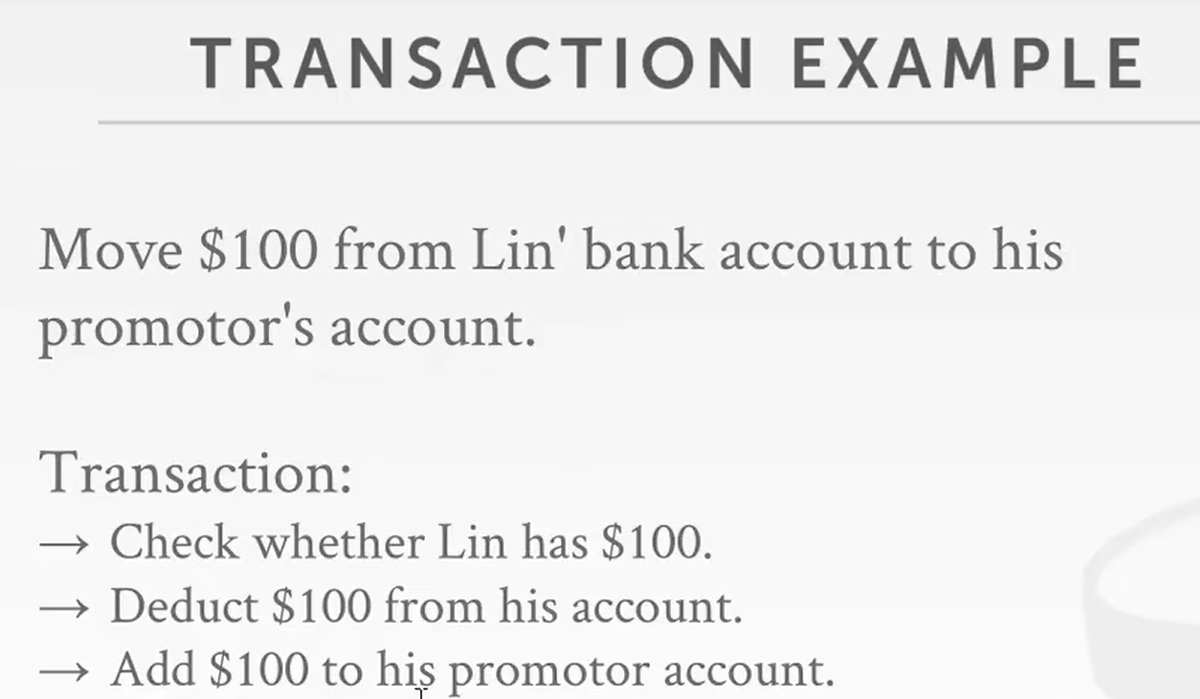 TRANSACTION EXAMPLE
Move $100 from Lin' bank account to his
promotor's account.
Transaction:
→ Check whether Lin has $100.
→ Deduct $100 from his account.
→ Add $100 to his promotor account.